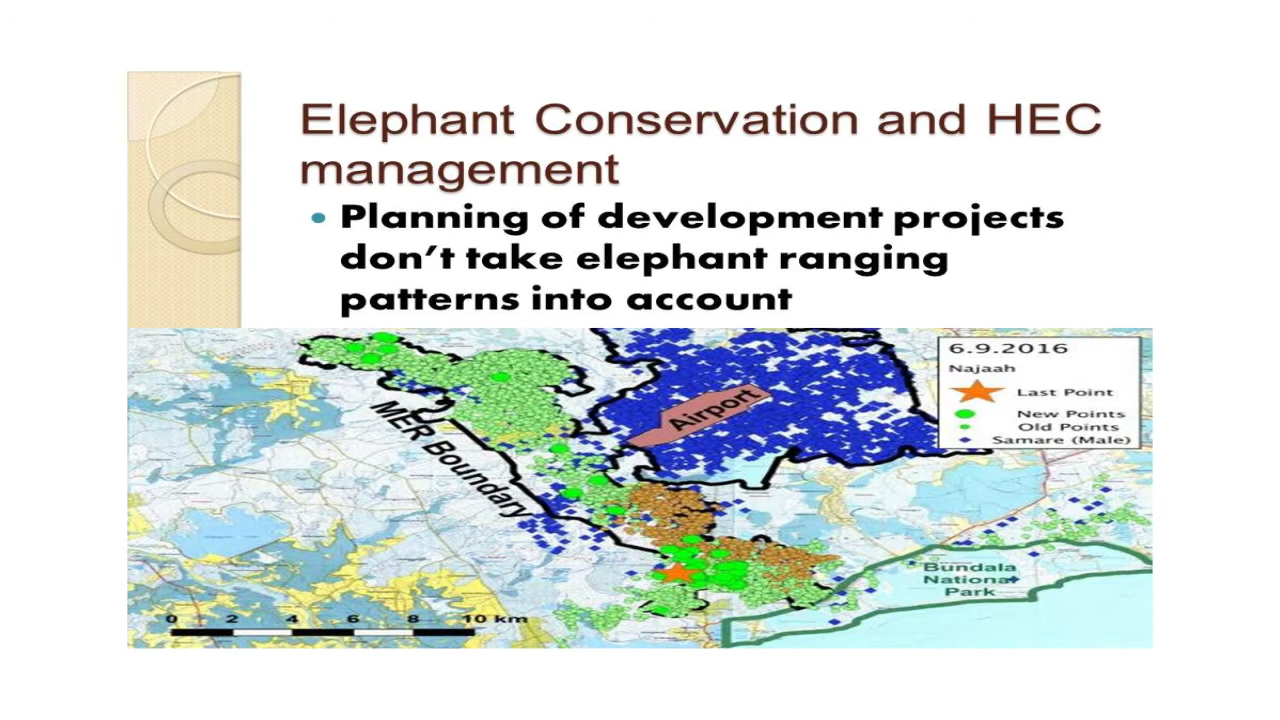 Elephant Conservation and HEC
management
• Planning of development projects
don’t take elephant ranging
patterns into account
6.9.2016
Najaah
Last Point
New Points
Old Points
Samare (Male)
Airport
MER Boundary
Bundala
National
Park
0 2 4 6 8 10 km